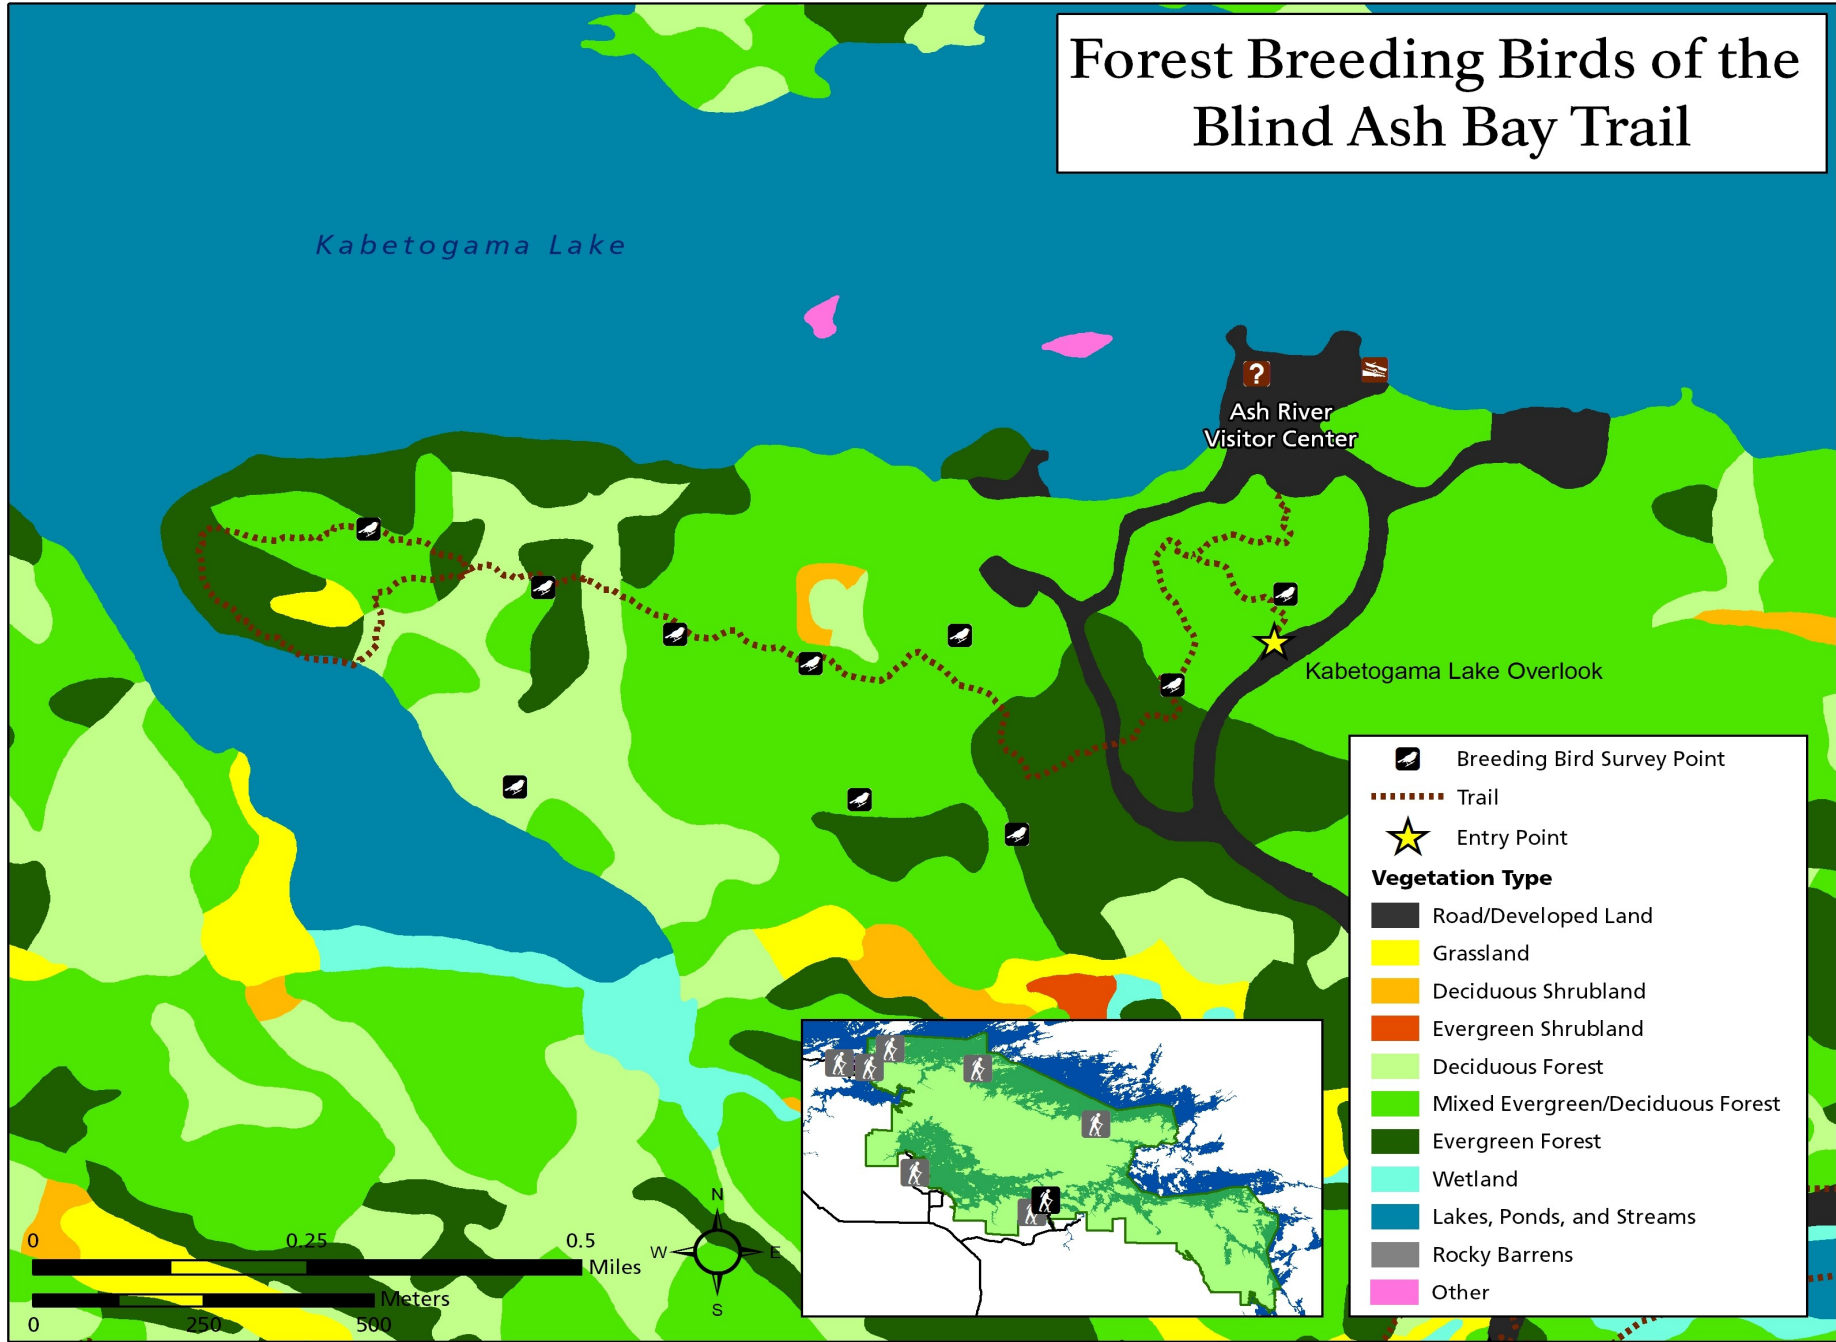 Forest Breeding Birds of the
Blind Ash Bay Trail
Kabetogama Lake
?
Ash River
Visitor Center
Kabetogama Lake Overlook
Breeding Bird Survey Point
Trail
Entry Point
Vegetation Type
Road/Developed Land
Grassland
Deciduous Shrubland
Evergreen Shrubland
Deciduous Forest
Mixed Evergreen/Deciduous Forest
Evergreen Forest
Wetland
Lakes, Ponds, and Streams
Rocky Barrens
Other
N
W E
S
0 0.25 0.5
Miles
Meters
0 250 500